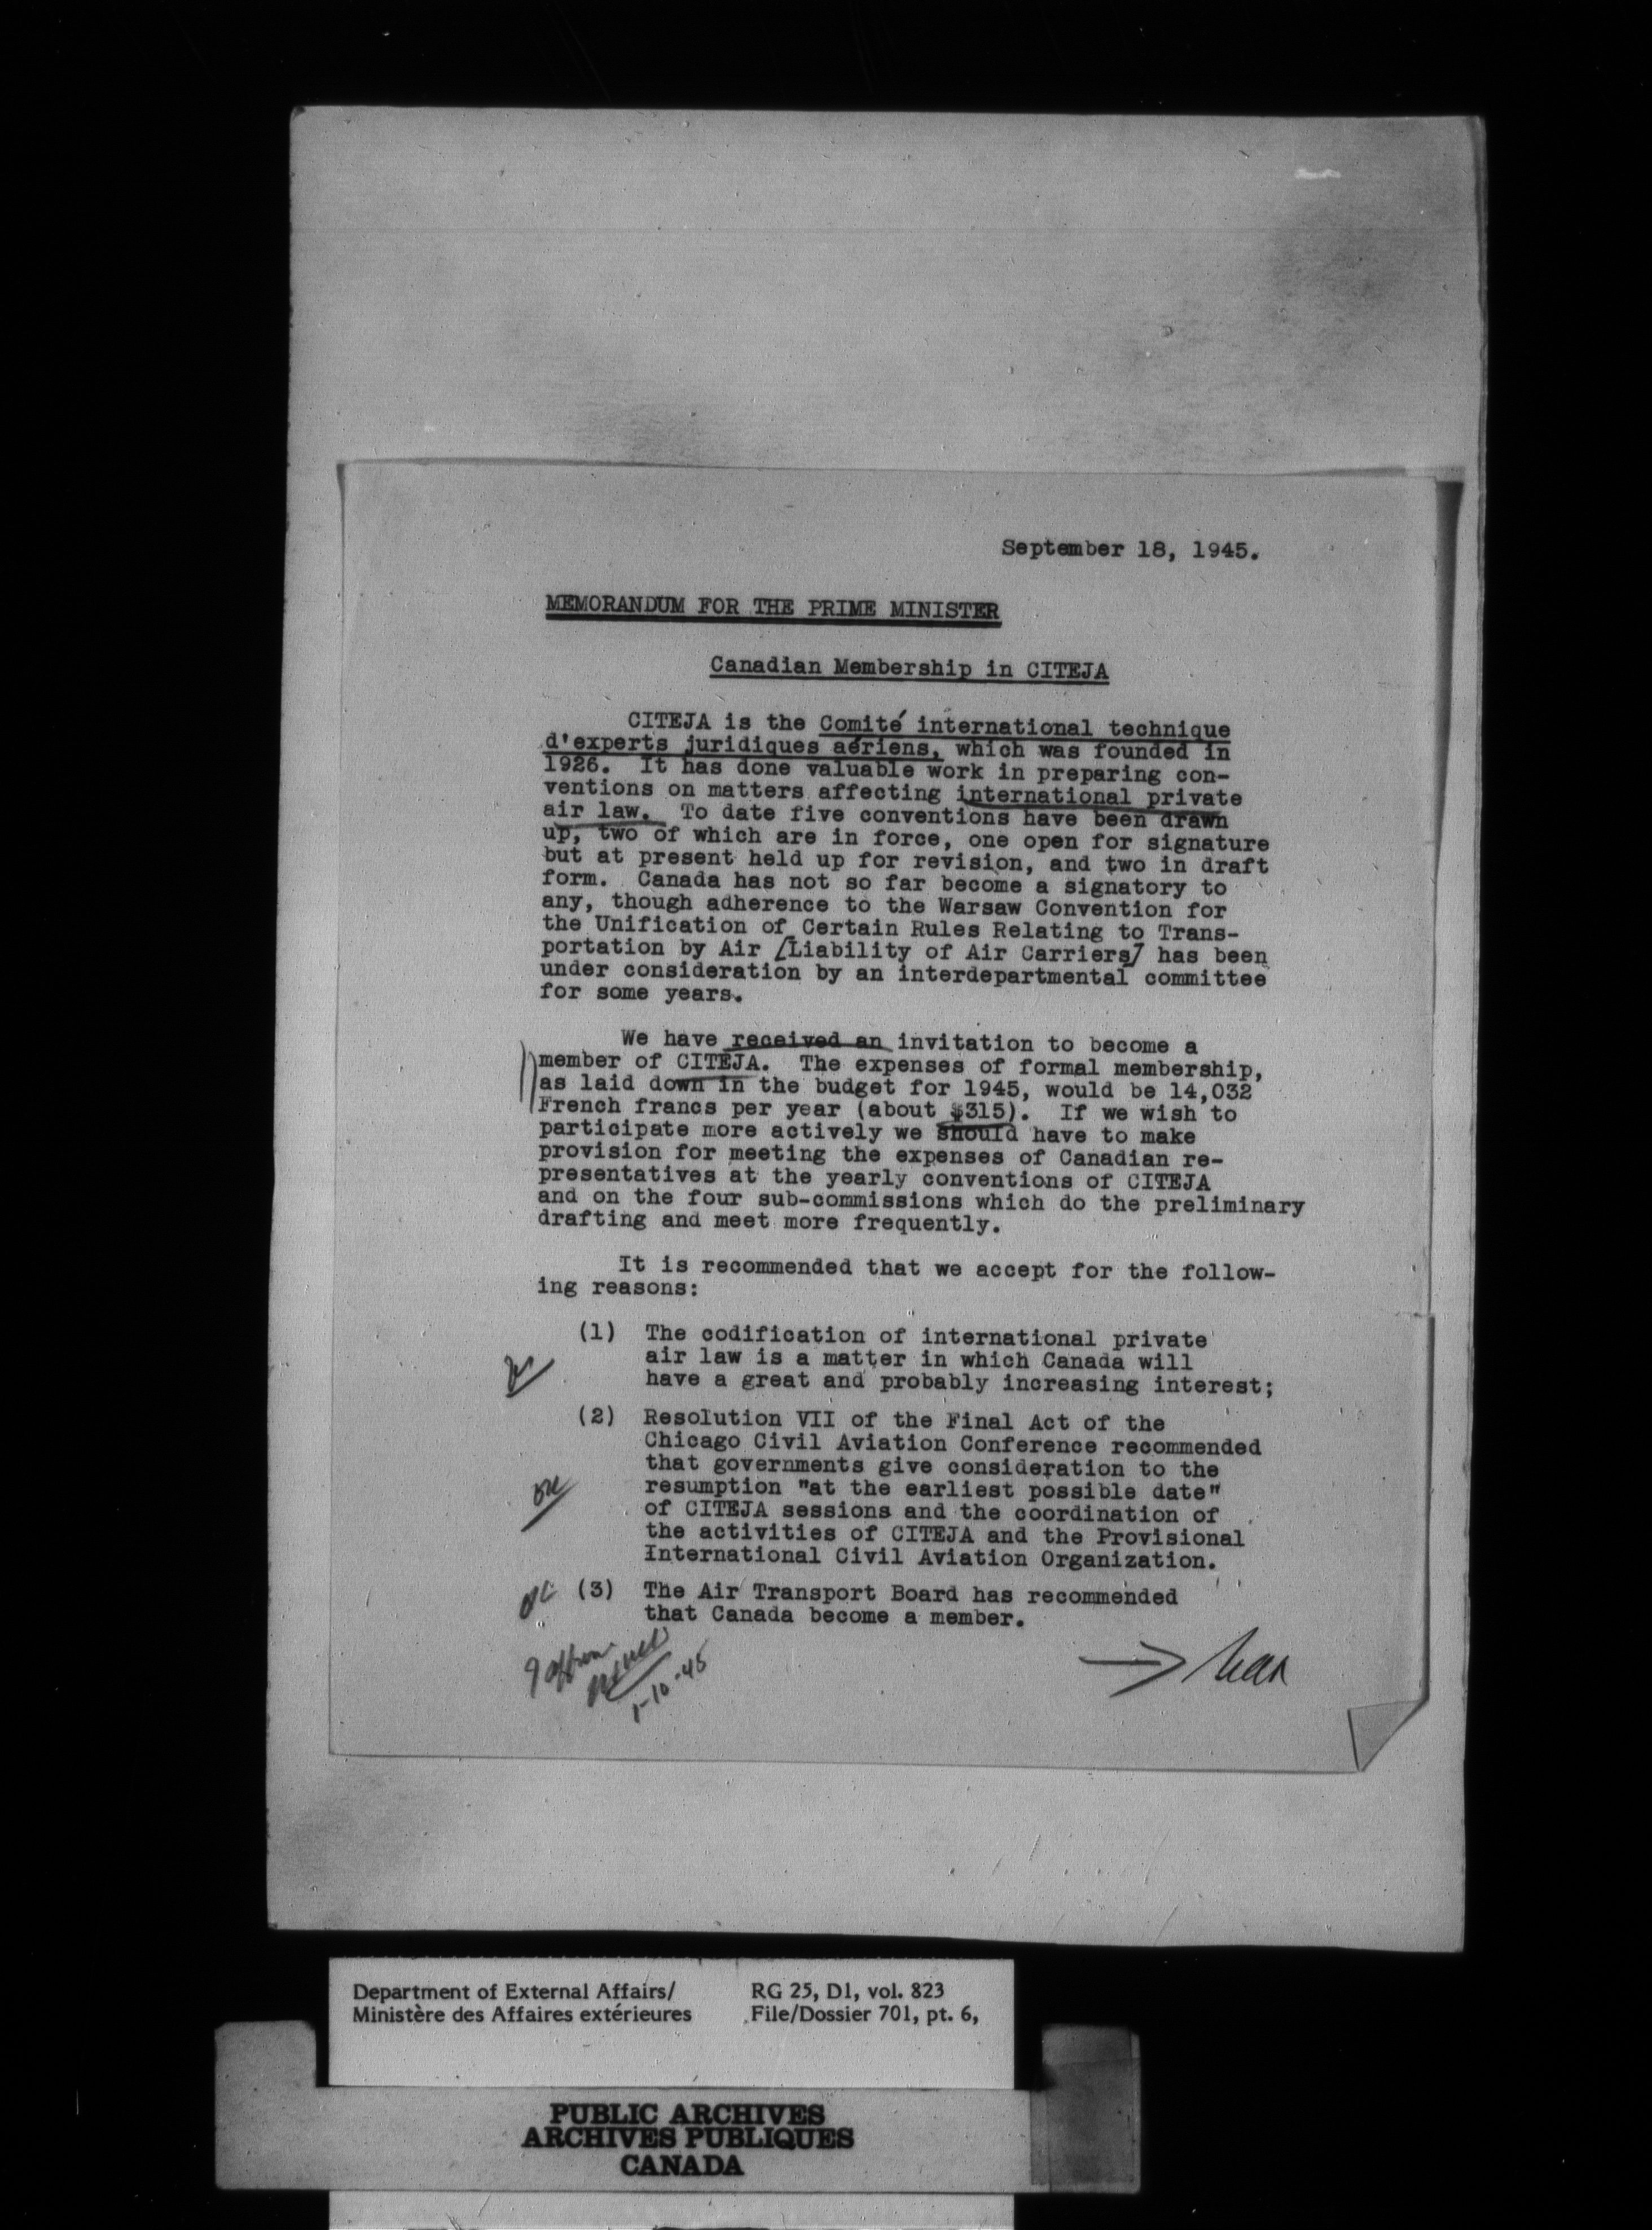 September 18, 1945.
MEMORANDUM FOR THE PRIME MINISTER
Canadian Membership in CITEJA
CITEJA is the Comité international technique
d'experts juridiques aériens, which was founded in
1926. It has done valuable work in preparing con-
ventions on matters affecting international private
air law. To date five conventions have been drawn
up, two of which are in force, one open for signature
but at present held up for revision, and two in draft
form. Canada has not so far become a signatory to
any, though adherence to the Warsaw Convention for
the Unification of Certain Rules Relating to Trans-
portation by Air [Liability of Air Carriers] has been
under consideration by an interdepartmental committee
for some years.
We have received an invitation to become a
member of CITEJA. The expenses of formal membership,
as laid down in the budget for 1945, would be 14,032
French francs per year (about $315). If we wish to
participate more actively we should have to make
provision for meeting the expenses of Canadian re-
presentatives at the yearly conventions of CITEJA
and on the four sub-commissions which do the preliminary
drafting and meet more frequently.
It is recommended that we accept for the follow-
ing reasons:
(1) The codification of international private
air law is a matter in which Canada will
have a great and probably increasing interest;
(2) Resolution VII of the Final Act of the
Chicago Civil Aviation Conference recommended
that governments give consideration to the
resumption "at the earliest possible date"
of CITEJA sessions and the coordination of
the activities of CITEJA and the Provisional
International Civil Aviation Organization.
(3) The Air Transport Board has recommended
that Canada become a member.
1-10-45
Department of External Affairs/
Ministère des Affaires extérieures
RG 25, D1, vol. 823
File/Dossier 701, pt. 6,
PUBLIC ARCHIVES
ARCHIVES PUBLIQUES
CANADA